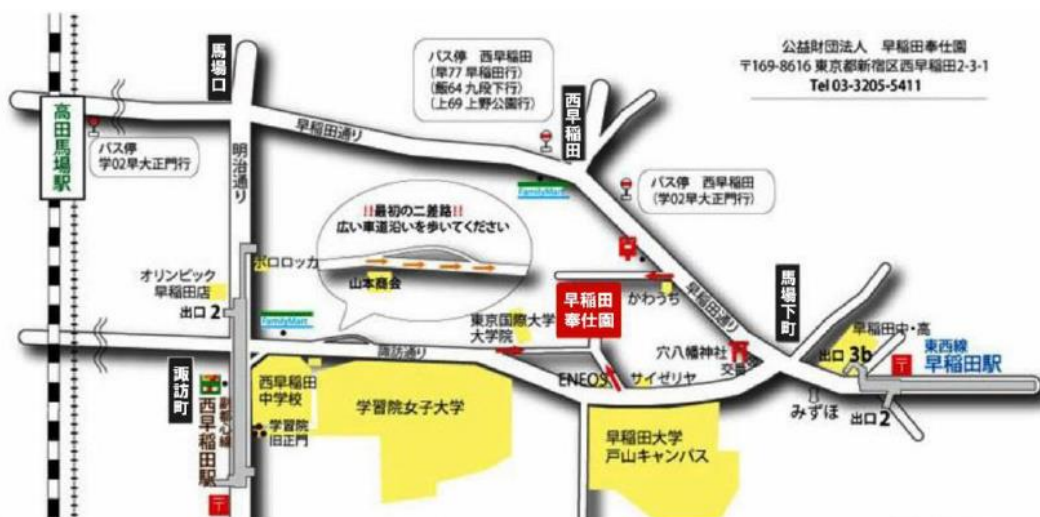 公益財団法人 早稲田奉仕園
〒169-8616 東京都新宿区西早稲田2-3-1
Tel 03-3205-5411
馬場口
バス停 西早稲田
(早77 早稲田行)
(飯64 九段下行)
(上69 上野公園行)
西早稲田
高田馬場駅
バス停
学02早大正門行
明治通り
早稲田通り
FamilyMart
バス停 西早稲田
(学02早大正門行)
!!最初の二差路!!
広い車道沿いを歩いてください
山本商会
ポロロッカ
オリンピック
早稲田店
出口2
FamilyMart
東京国際大学
大学院
早稲田
奉仕園
かわうち
早稲田通り
馬場下町
諏訪通り
穴八幡神社
交番
早稲田中・高
出口3b
〒
東西線
早稲田駅
ENEOS
サイゼリヤ
みずほ
出口2
諏訪町
副都心線
西早稲田駅
西早稲田
中学校
学習院
旧正門
学習院女子大学
早稲田大学
戸山キャンパス
〒